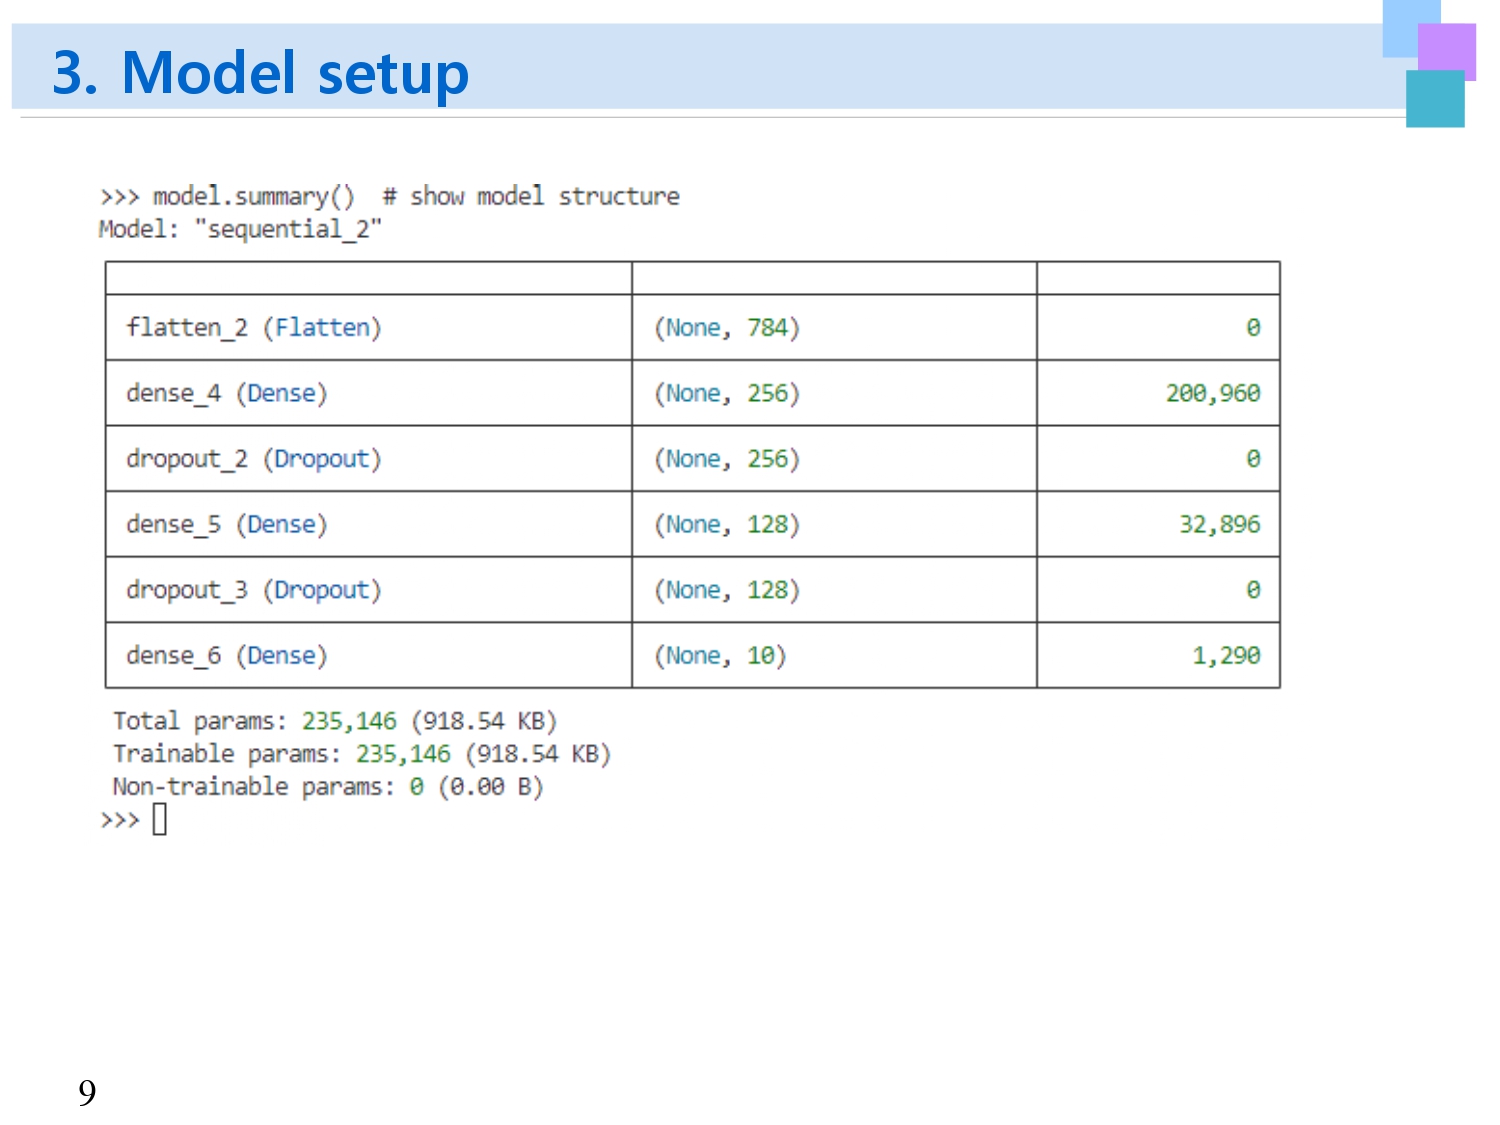 3. Model setup
>>> model.summary()  # show model structure
Model: "sequential_2"
flatten_2 (Flatten) (None, 784) 0
dense_4 (Dense) (None, 256) 200,960
dropout_2 (Dropout) (None, 256) 0
dense_5 (Dense) (None, 128) 32,896
dropout_3 (Dropout) (None, 128) 0
dense_6 (Dense) (None, 10) 1,290
Total params: 235,146 (918.54 KB)
Trainable params: 235,146 (918.54 KB)
Non-trainable params: 0 (0.00 B)
>>>
9